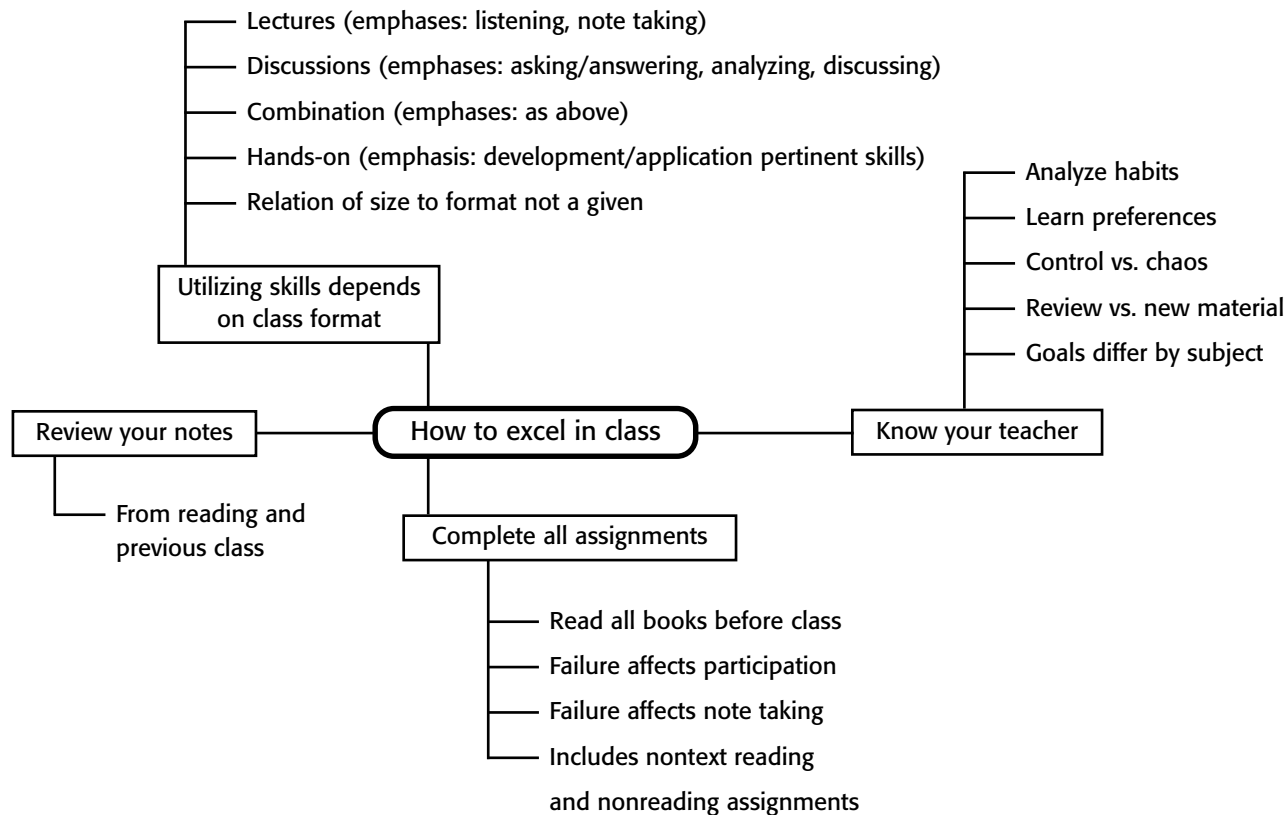 Lectures (emphases: listening, note taking)
Discussions (emphases: asking/answering, analyzing, discussing)
Combination (emphases: as above)
Hands-on (emphasis: development/application pertinent skills)
Relation of size to format not a given
Utilizing skills depends
on class format
Analyze habits
Learn preferences
Control vs. chaos
Review vs. new material
Goals differ by subject
Review your notes
How to excel in class
Know your teacher
From reading and
previous class
Complete all assignments
Read all books before class
Failure affects participation
Failure affects note taking
Includes nontext reading
and nonreading assignments